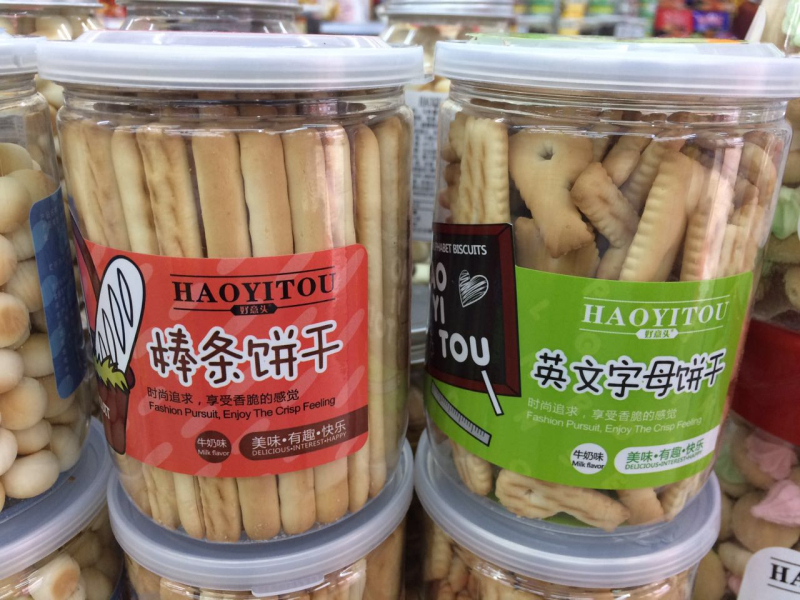 HAOYITOU
好意头
棒条饼干
时尚追求，享受香脆的感觉
Fashion Pursuit, Enjoy The Crisp Feeling
牛奶味
Milk flavor
美味·有趣·快乐
DELICIOUS·INTEREST·HAPPY
ALPHABET BISCUITS
YI
TOU
HAOYITOU
好意头
英文字母饼干
时尚追求，享受香脆的感觉
Fashion Pursuit, Enjoy The Crisp Feeling
牛奶味
Milk flavor
美味·有趣·快乐
DELICIOUS·INTEREST·HAPPY